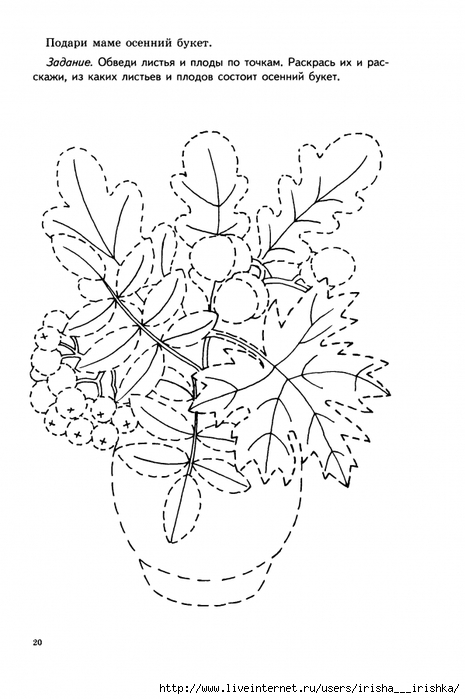 Подари маме осенний букет.
Задание. Обведи листья и плоды по точкам. Раскрась их и рас-
скажи, из каких листьев и плодов состоит осенний букет.
20
http://www.liveinternet.ru/users/irisha___irishka/